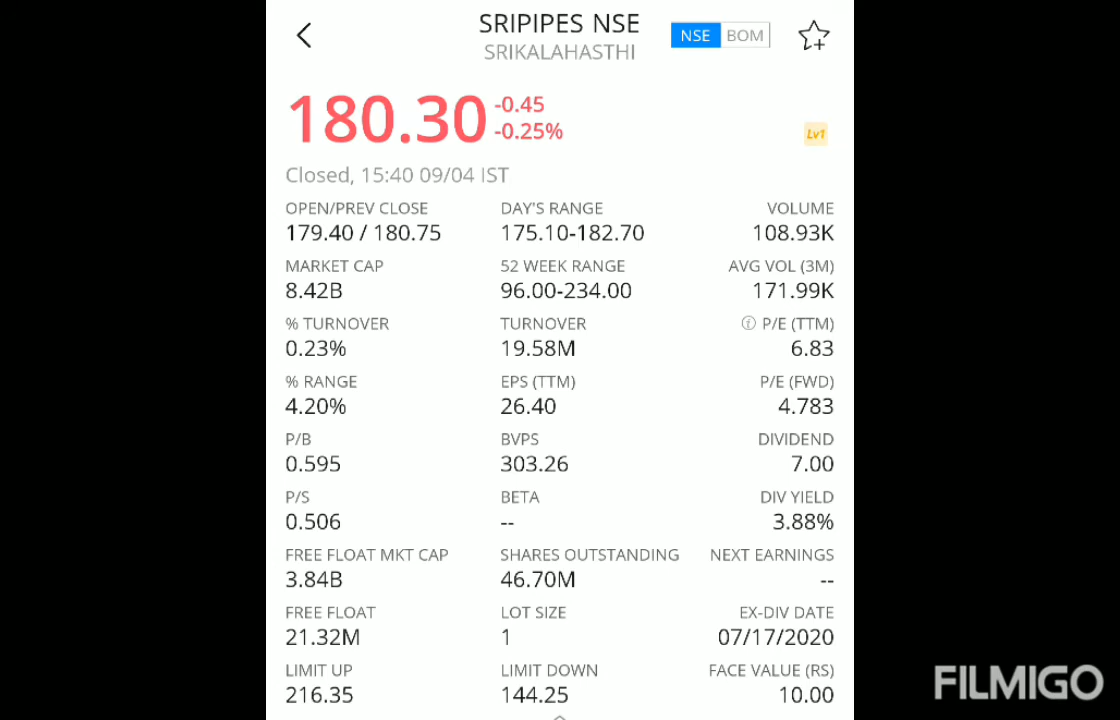 SRIPIPES NSE
SRIKALAHASTHI
NSE BOM
180.30 -0.45
-0.25%
Lv1
Closed, 15:40 09/04 IST
OPEN/PREV CLOSE DAY'S RANGE VOLUME
179.40 / 180.75 175.10-182.70 108.93K
MARKET CAP 52 WEEK RANGE AVG VOL (3M)
8.42B 96.00-234.00 171.99K
% TURNOVER TURNOVER P/E (TTM)
0.23% 19.58M 6.83
% RANGE EPS (TTM) P/E (FWD)
4.20% 26.40 4.783
P/B BVPS DIVIDEND
0.595 303.26 7.00
P/S BETA DIV YIELD
0.506 -- 3.88%
FREE FLOAT MKT CAP SHARES OUTSTANDING NEXT EARNINGS
3.84B 46.70M --
FREE FLOAT LOT SIZE EX-DIV DATE
21.32M 1 07/17/2020
LIMIT UP LIMIT DOWN FACE VALUE (RS)
216.35 144.25 10.00
FILMIGO